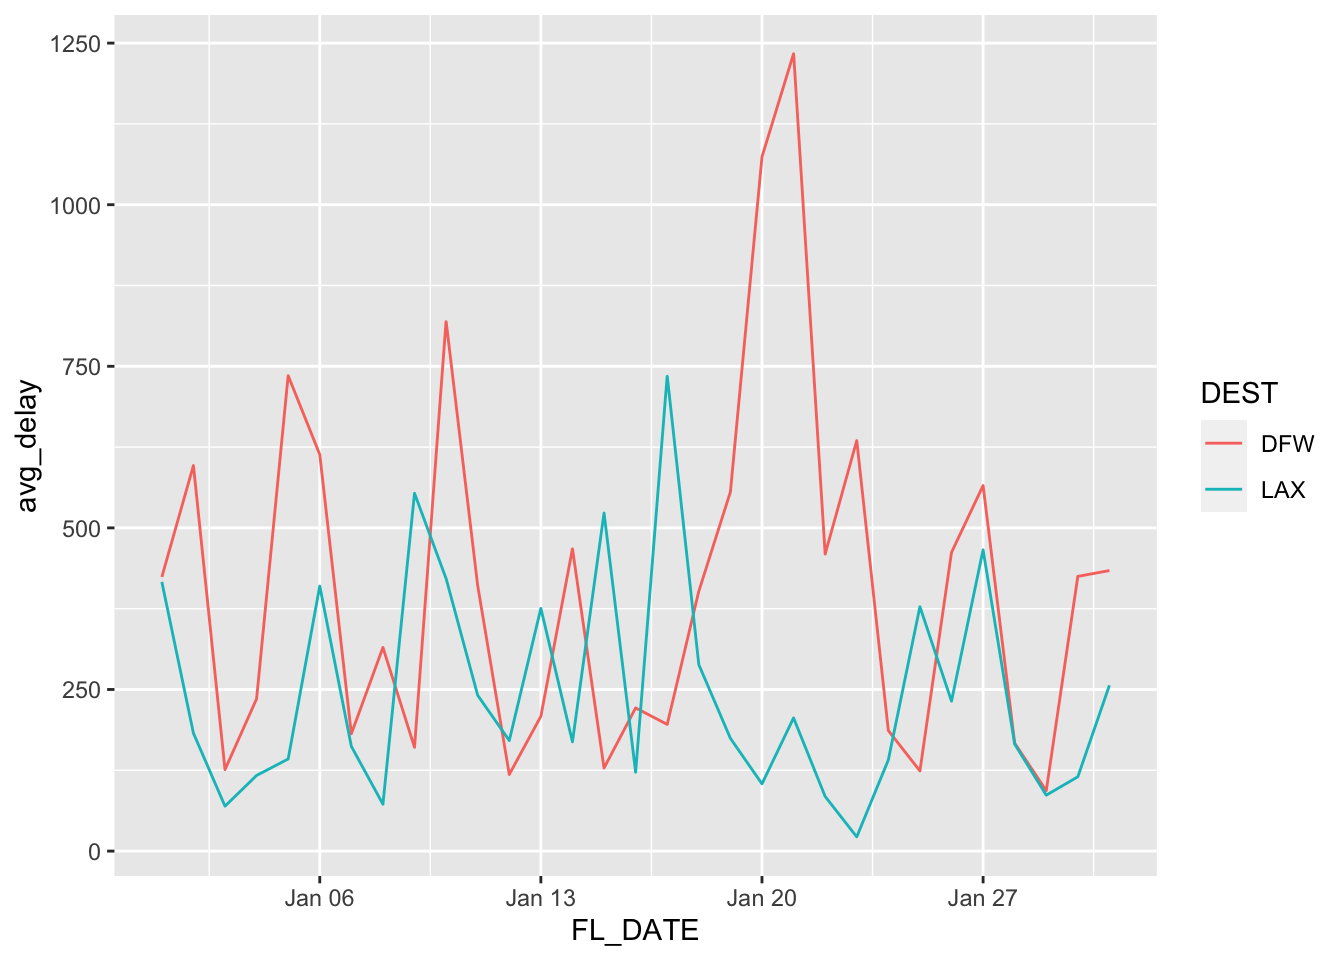 1250
1000
750
500
250
0
avg_delay
Jan 06
Jan 13
Jan 20
Jan 27
FL_DATE
DEST
DFW
LAX